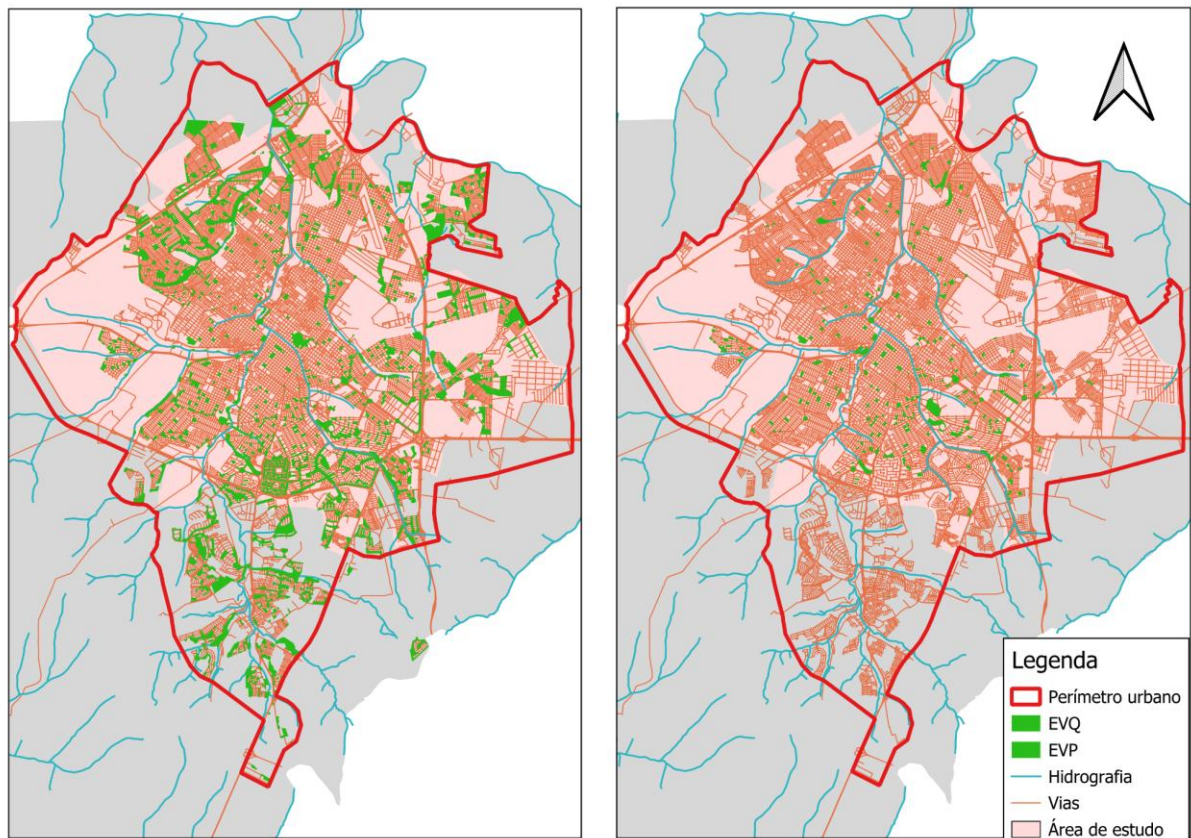 Legenda
Perímetro urbano
EVQ
EVP
Hidrografia
Vias
Área de estudo